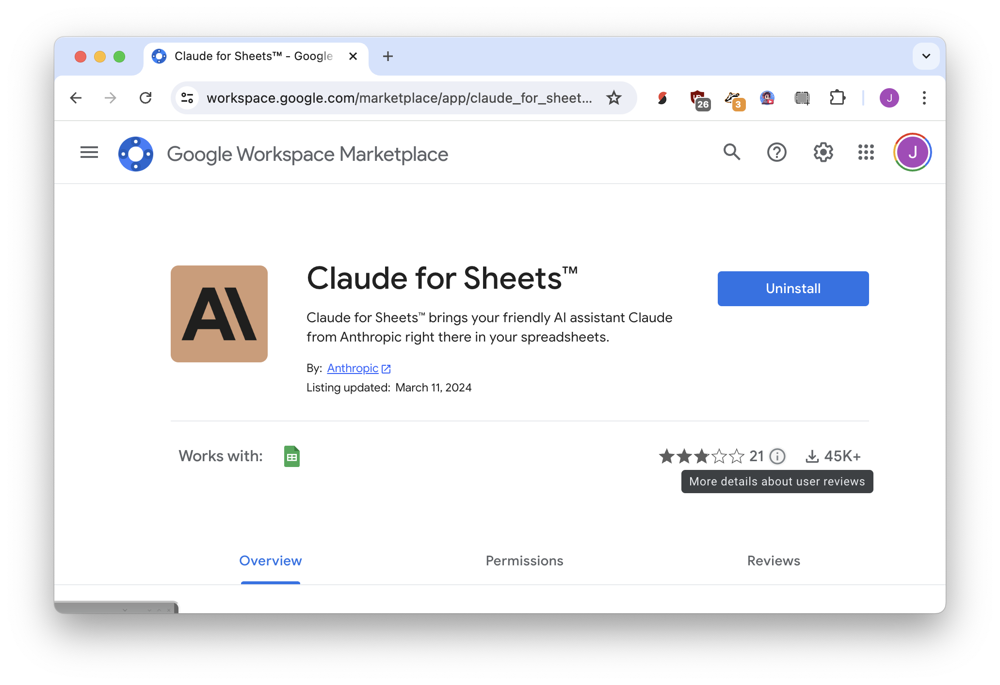 Claude for Sheets™ - Google
workspace.google.com/marketplace/app/claude_for_sheet...
26
3
J
Google Workspace Marketplace
J
Claude for Sheets™
Uninstall
Claude for Sheets™ brings your friendly AI assistant Claude
from Anthropic right there in your spreadsheets.
By: Anthropic
Listing updated: March 11, 2024
Works with:
21
45K+
More details about user reviews
Overview
Permissions
Reviews